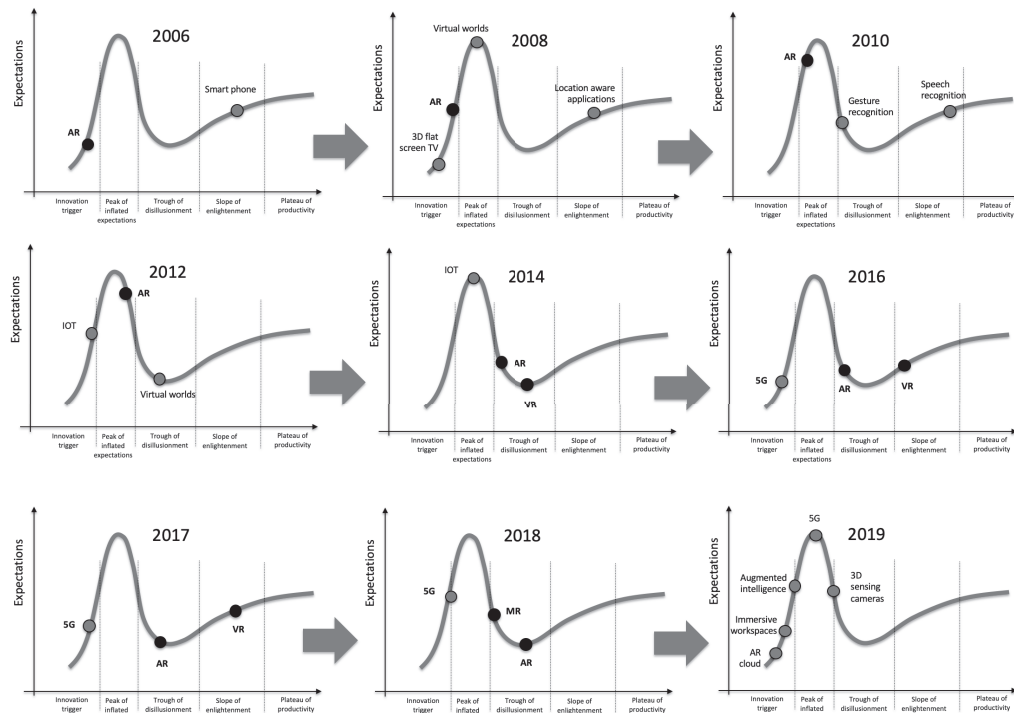 2006
Expectations
Smart phone
AR
Innovation
trigger
Peak of
inflated
expectations
Trough of
disillusionment
Slope of
enlightenment
Plateau of
productivity
2008
Expectations
Virtual worlds
AR
Location aware
applications
3D flat
screen TV
Innovation
trigger
Peak of
inflated
expectations
Trough of
disillusionment
Slope of
enlightenment
Plateau of
productivity
2010
Expectations
AR
Gesture
recognition
Speech
recognition
Innovation
trigger
Peak of
inflated
expectations
Trough of
disillusionment
Slope of
enlightenment
Plateau of
productivity
2012
Expectations
AR
IOT
Virtual worlds
Innovation
trigger
Peak of
inflated
expectations
Trough of
disillusionment
Slope of
enlightenment
Plateau of
productivity
2014
Expectations
IOT
AR
VR
Innovation
trigger
Peak of
inflated
expectations
Trough of
disillusionment
Slope of
enlightenment
Plateau of
productivity
2016
Expectations
5G
AR
VR
Innovation
trigger
Peak of
inflated
expectations
Trough of
disillusionment
Slope of
enlightenment
Plateau of
productivity
2017
Expectations
5G
AR
VR
Innovation
trigger
Peak of
inflated
Trough of
disillusionment
Slope of
enlightenment
Plateau of
productivity
2018
Expectations
5G
MR
AR
Innovation
trigger
Peak of
inflated
Trough of
disillusionment
Slope of
enlightenment
Plateau of
productivity
2019
Expectations
5G
Augmented
intelligence
3D
sensing
cameras
Immersive
workspaces
AR
cloud
Innovation
trigger
Peak of
inflated
Trough of
disillusionment
Slope of
enlightenment
Plateau of
productivity